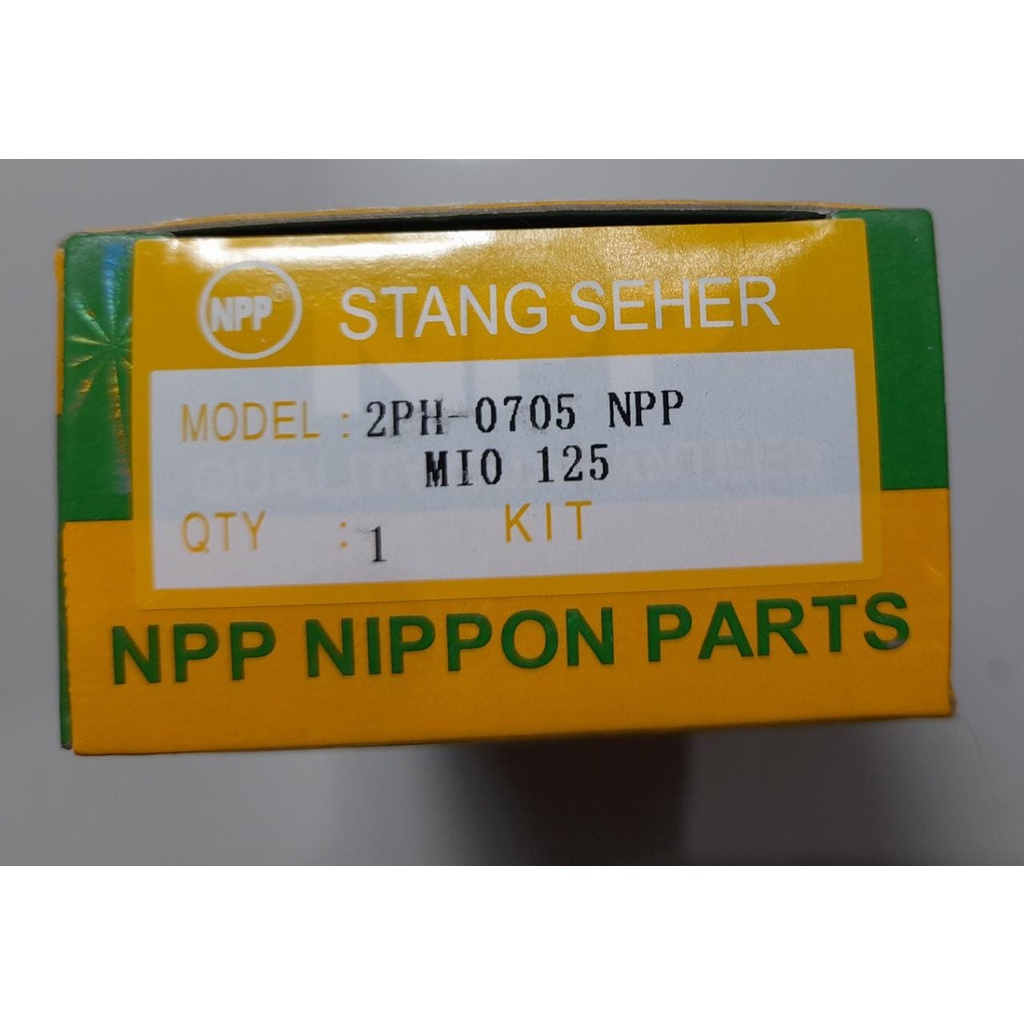 NPP® STANG SEHER
MODEL : 2PH-0705 NPP
MIO 125
QTY : 1 KIT
NPP NIPPON PARTS